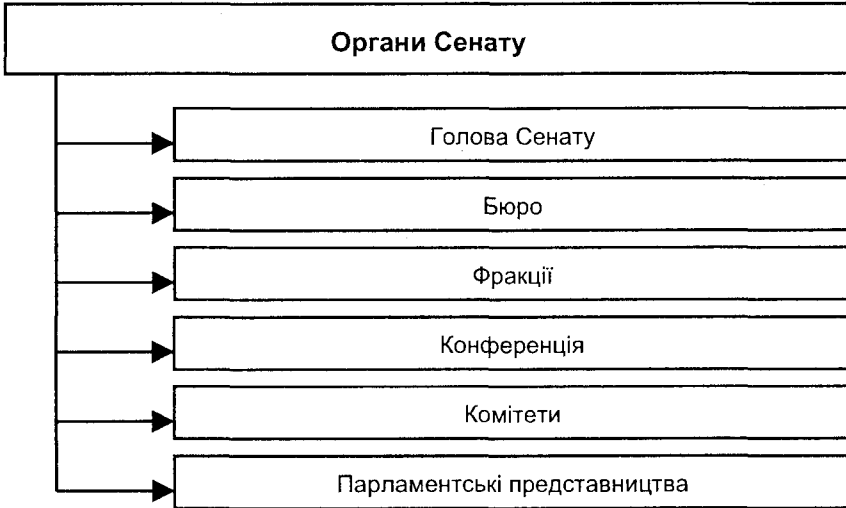 Органи Сенату
Голова Сенату
Бюро
Фракції
Конференція
Комітети
Парламентські представництва